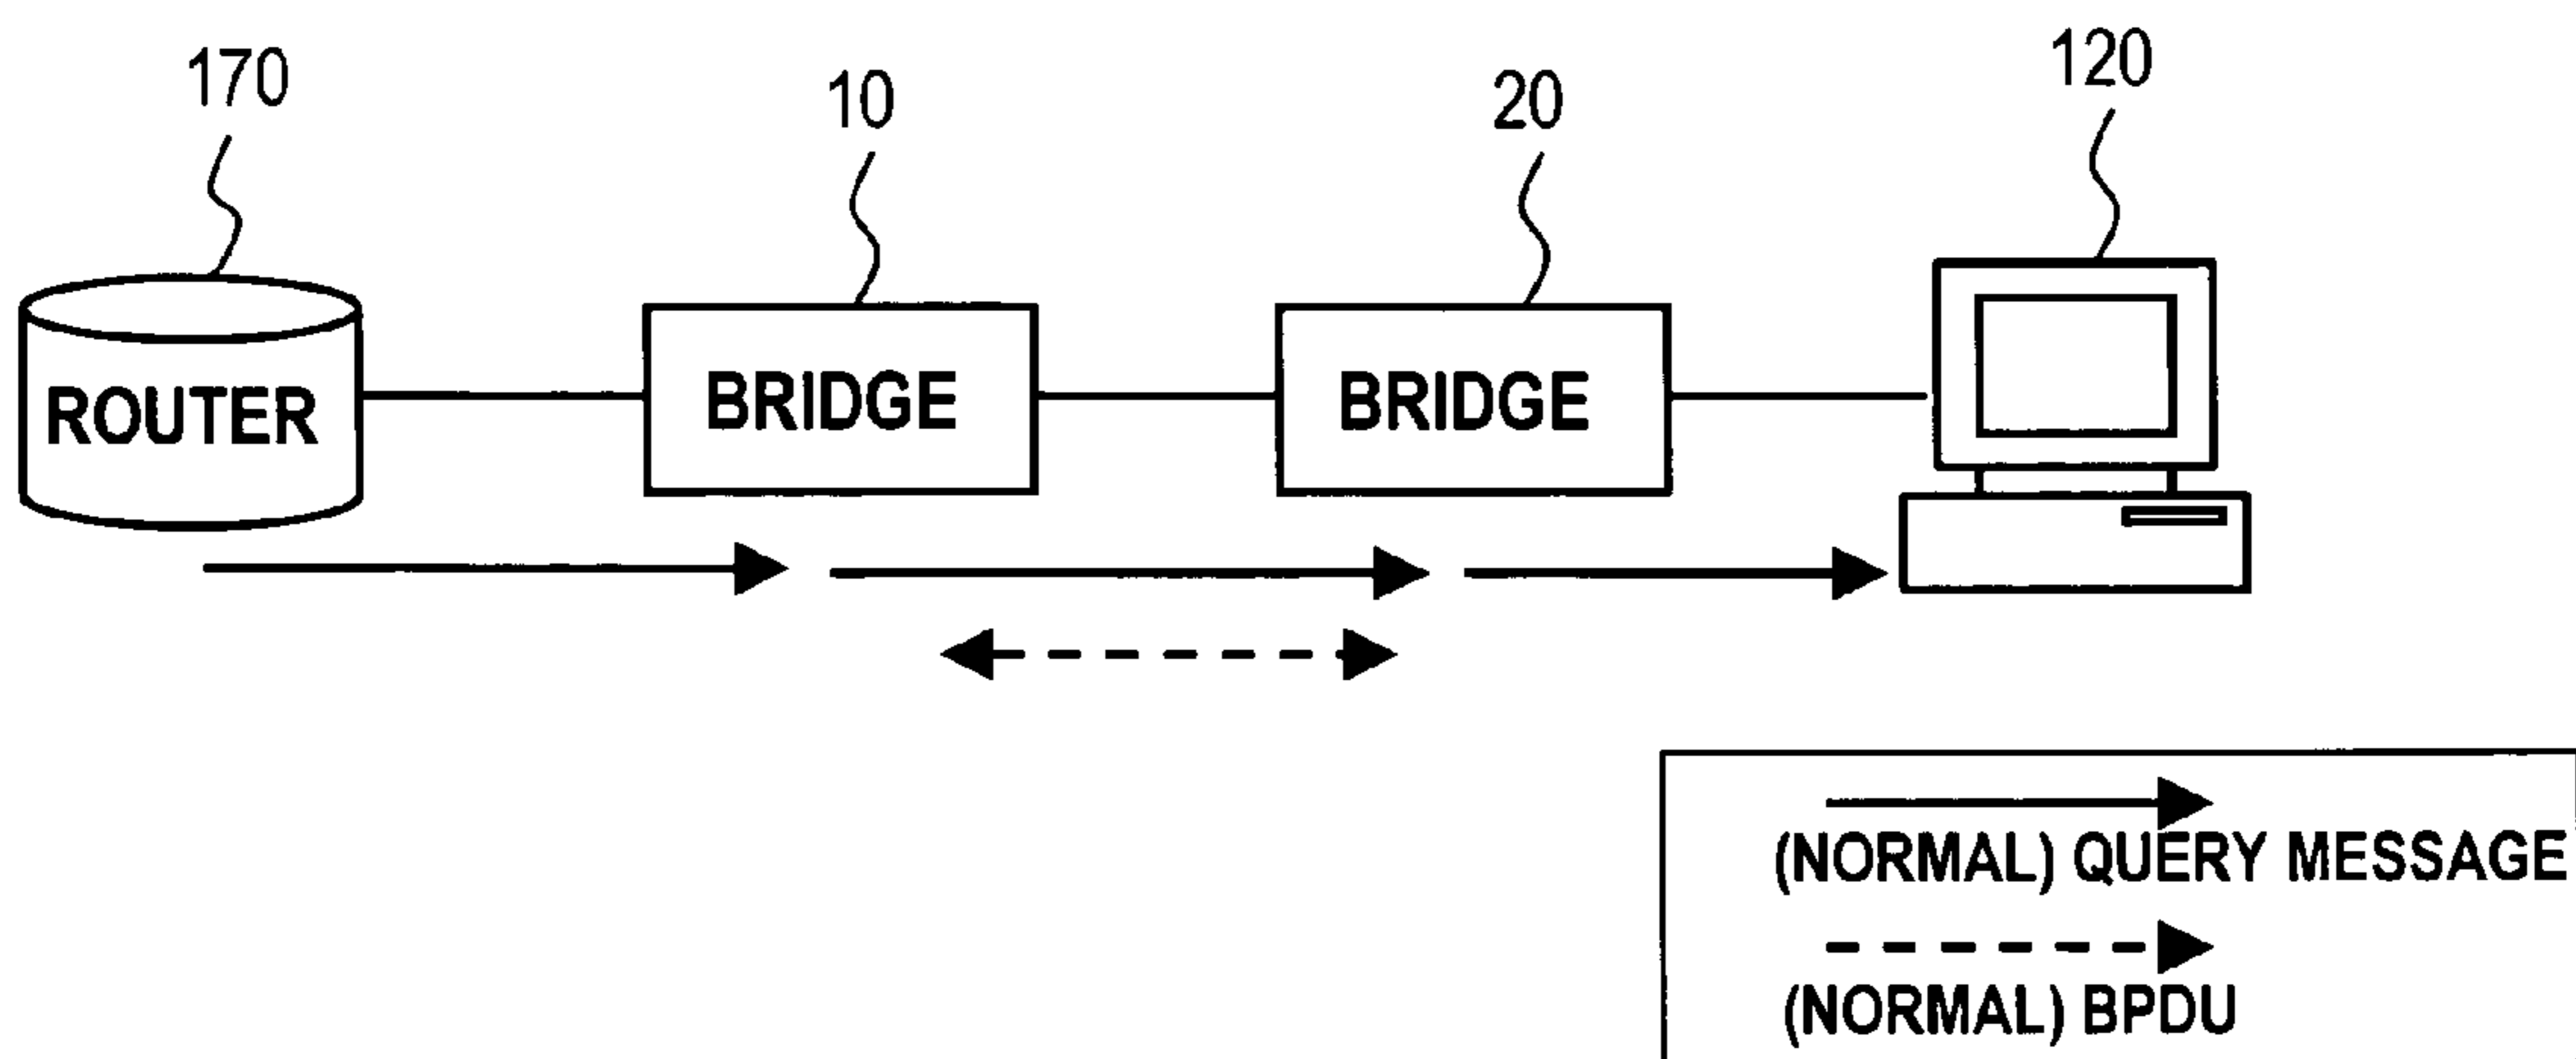 170
10
20
120
ROUTER
BRIDGE
BRIDGE
(NORMAL) QUERY MESSAGE
(NORMAL) BPDU